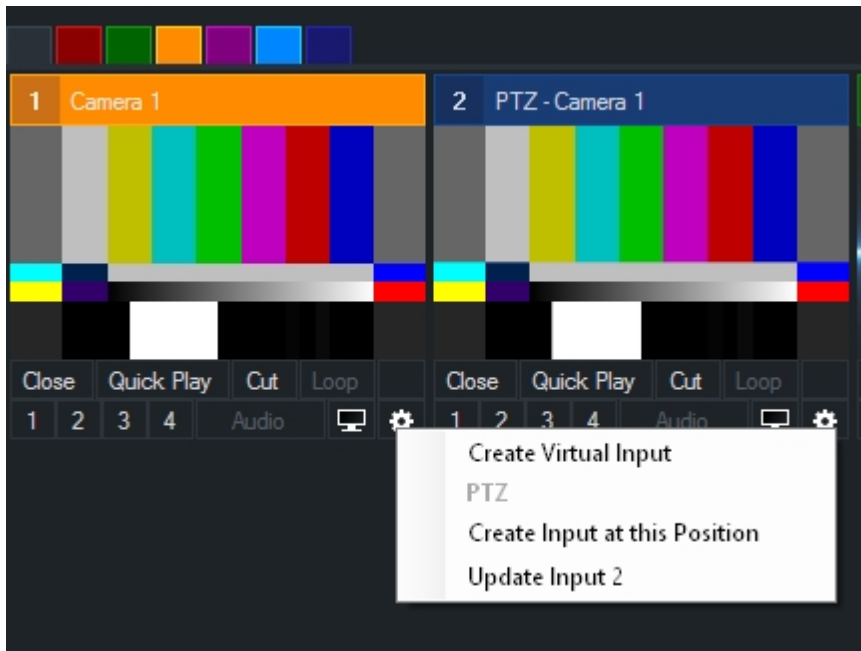 1 Camera 1
2 PTZ - Camera 1
Close Quick Play Cut Loop
Close Quick Play Cut Loop
1 2 3 4 Audio
1 2 3 4 Audio
Create Virtual Input
PTZ
Create Input at this Position
Update Input 2